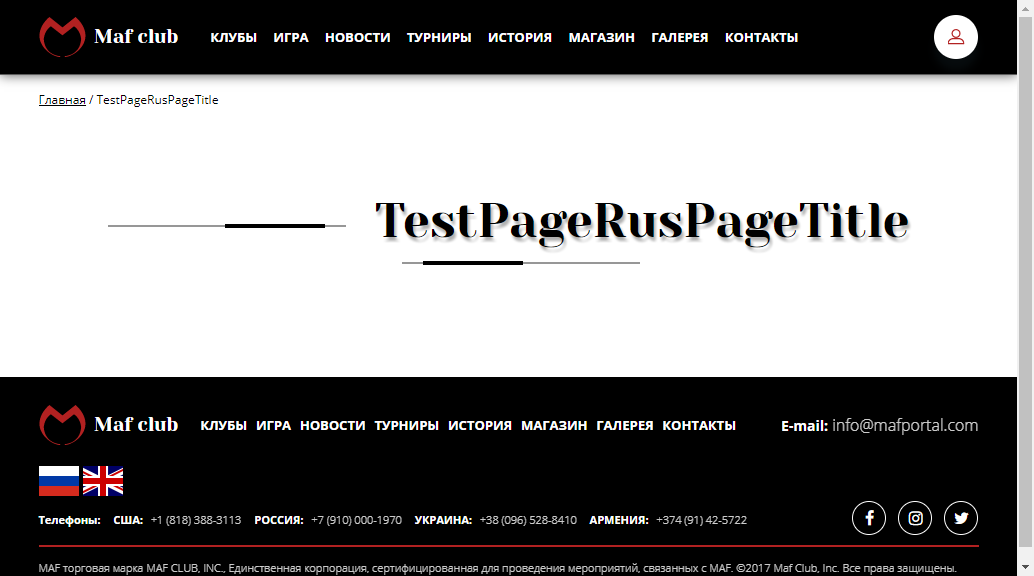 Maf club КЛУБЫ ИГРА НОВОСТИ ТУРНИРЫ ИСТОРИЯ МАГАЗИН ГАЛЕРЕЯ КОНТАКТЫ
Главная / TestPageRusPageTitle
TestPageRusPageTitle
Maf club КЛУБЫ ИГРА НОВОСТИ ТУРНИРЫ ИСТОРИЯ МАГАЗИН ГАЛЕРЕЯ КОНТАКТЫ E-mail: info@mafportal.com
Телефоны: США: +1 (818) 388-3113 РОССИЯ: +7 (910) 000-1970 УКРАИНА: +38 (096) 528-8410 АРМЕНИЯ: +374 (91) 42-5722
MAF торговая марка MAF CLUB, INC., Единственная корпорация, сертифицированная для проведения мероприятий, связанных с MAF. ©2017 Maf Club, Inc. Все права защищены.